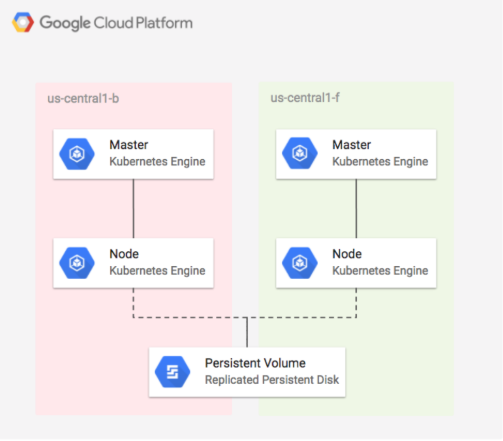 Google Cloud Platform
us-central1-b
us-central1-f
Master
Kubernetes Engine
Master
Kubernetes Engine
Node
Kubernetes Engine
Node
Kubernetes Engine
Persistent Volume
Replicated Persistent Disk